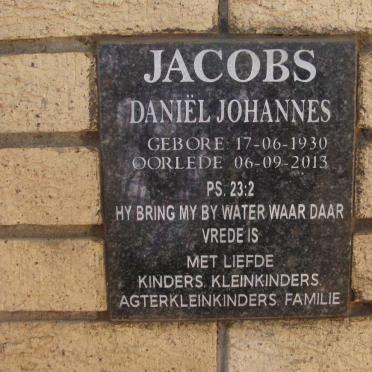 JACOBS
DANIËL JOHANNES
GEBORE 17-06-1930
OORLEDE 06-09-2013
PS. 23:2
HY BRING MY BY WATER WAAR DAAR
VREDE IS
MET LIEFDE
KINDERS, KLEINKINDERS,
AGTERKLEINKINDERS, FAMILIE